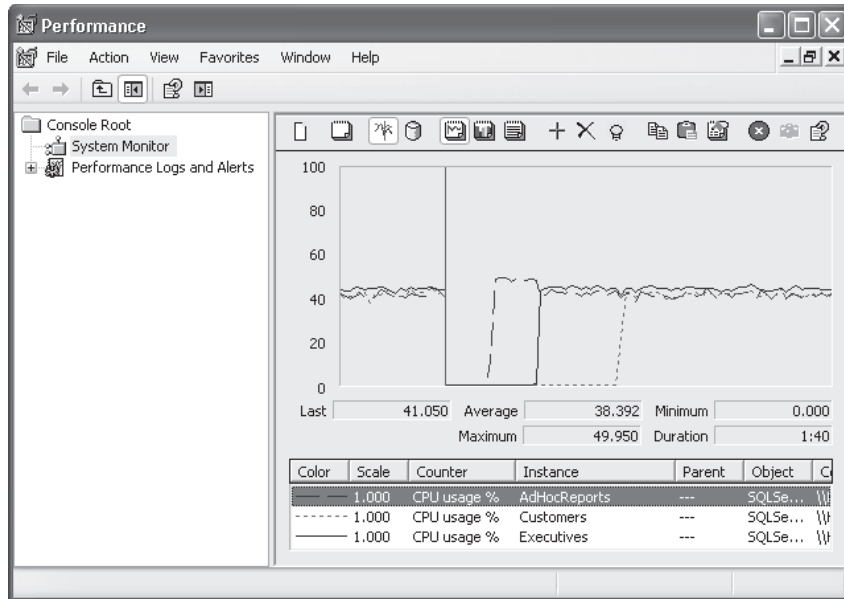 Performance
File Action View Favorites Window Help
Console Root
System Monitor
Performance Logs and Alerts
100
80
60
40
20
0
Last 41.050 Average 38.392 Minimum 0.000
Maximum 49.950 Duration 1:40
Color Scale Counter Instance Parent Object
1.000 CPU usage % AdHocReports --- SQLSe...
1.000 CPU usage % Customers --- SQLSe...
1.000 CPU usage % Executives --- SQLSe...